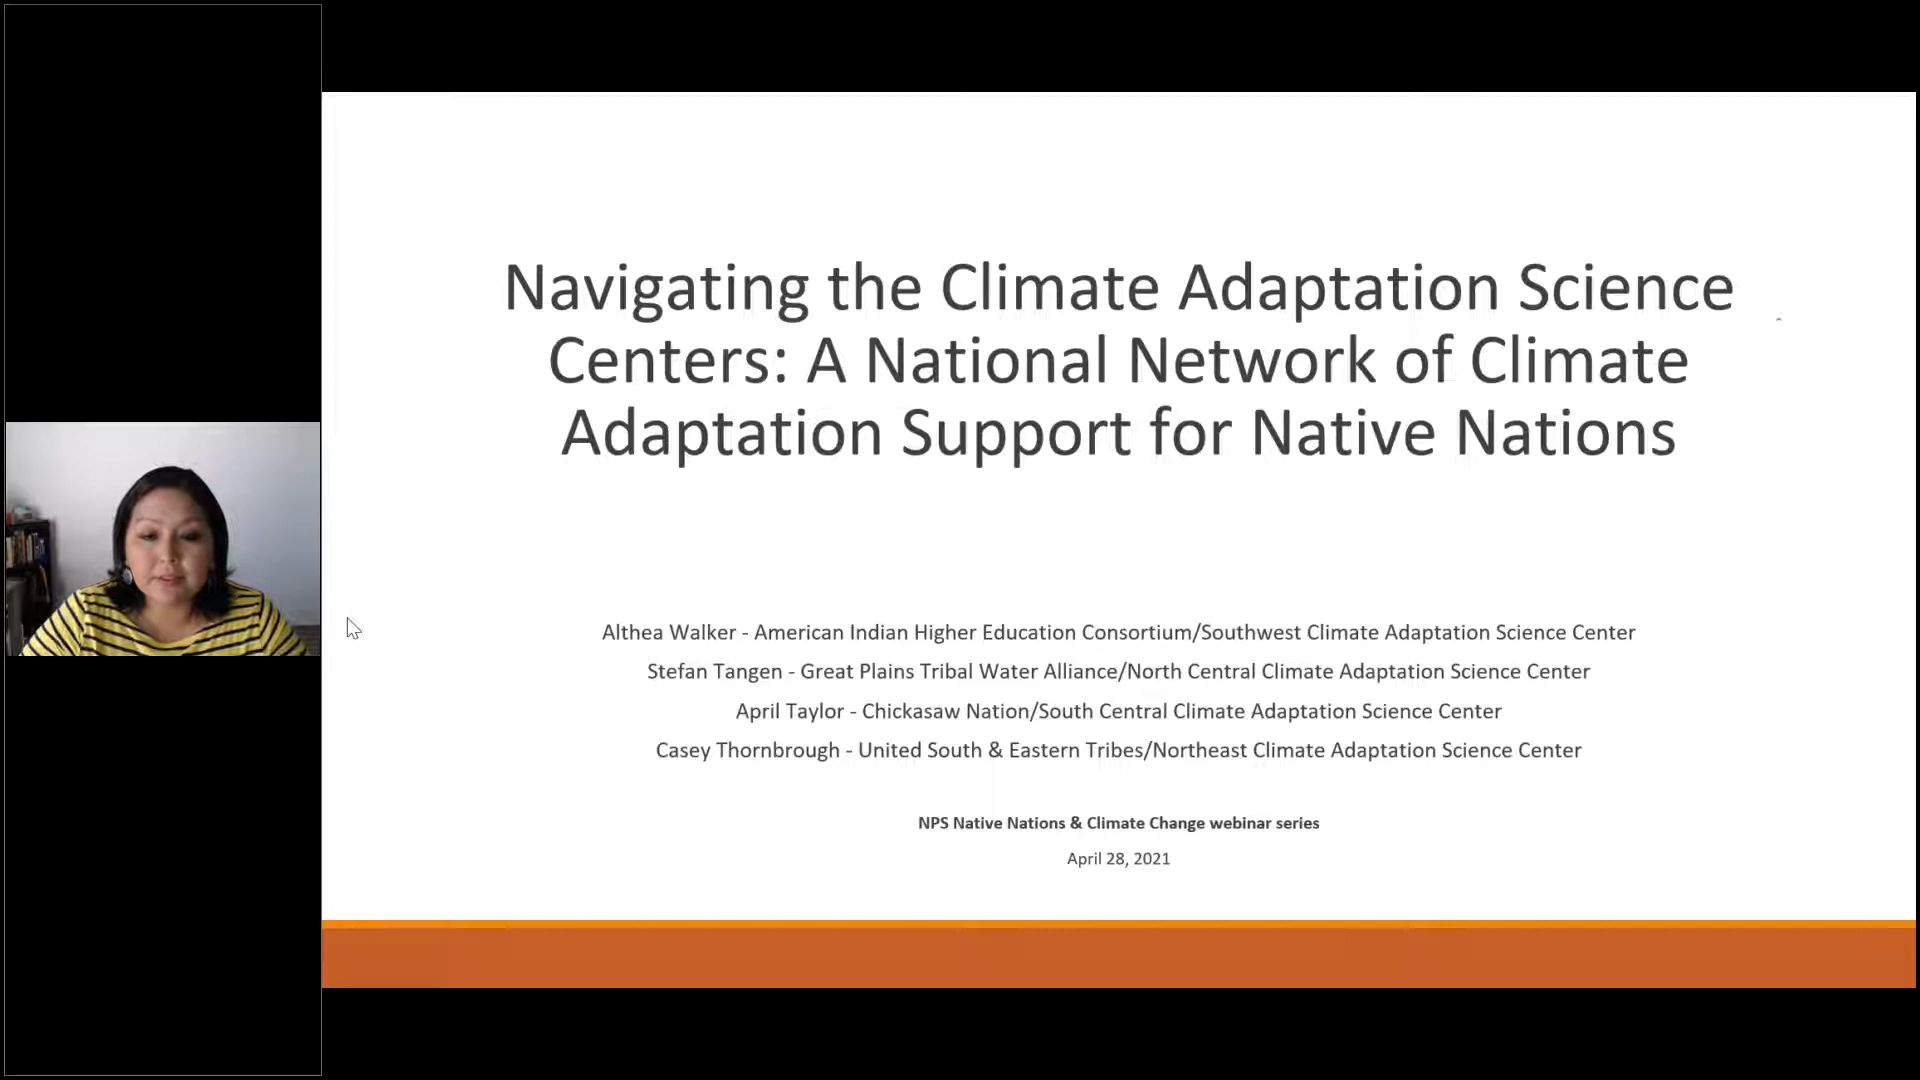 Navigating the Climate Adaptation Science
Centers: A National Network of Climate
Adaptation Support for Native Nations
Althea Walker - American Indian Higher Education Consortium/Southwest Climate Adaptation Science Center
Stefan Tangen - Great Plains Tribal Water Alliance/North Central Climate Adaptation Science Center
April Taylor - Chickasaw Nation/South Central Climate Adaptation Science Center
Casey Thornbrough - United South & Eastern Tribes/Northeast Climate Adaptation Science Center
NPS Native Nations & Climate Change webinar series
April 28, 2021